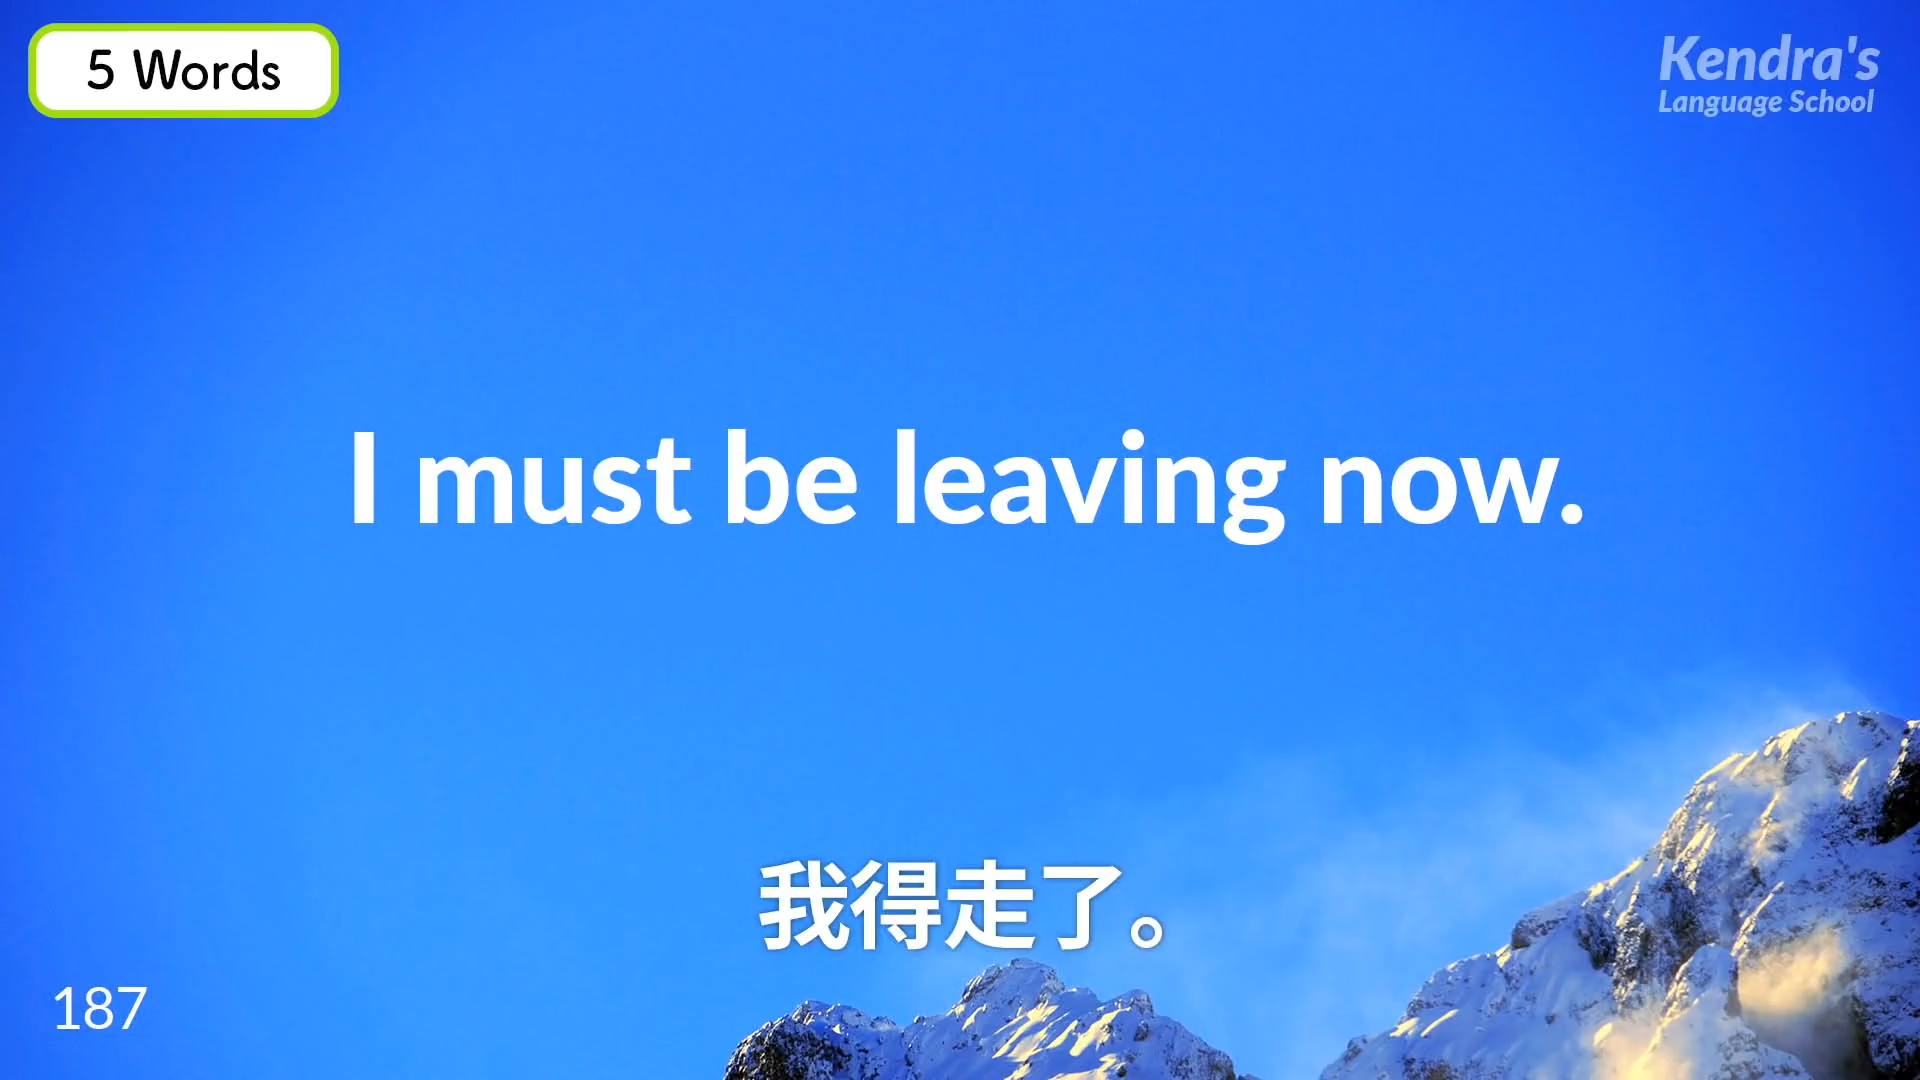 5 Words
Kendra's
Language School
I must be leaving now.
我得走了。
187